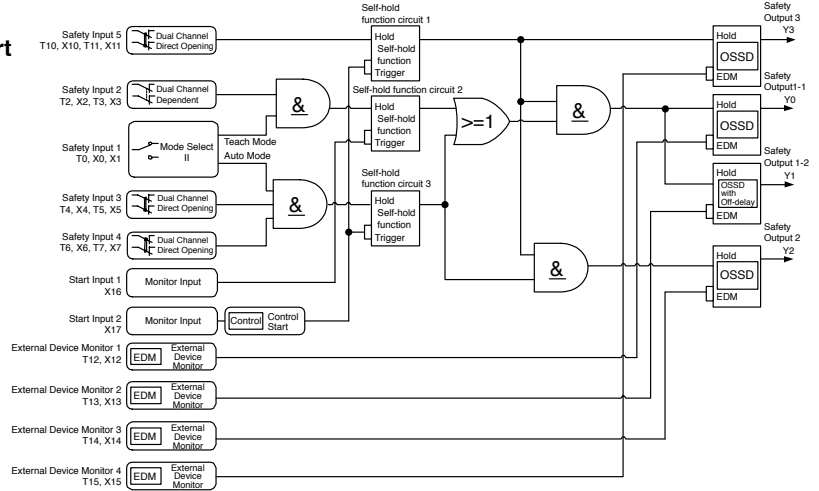 rt
Safety Input 5
T10, X10, T11, X11
Dual Channel
Direct Opening
Self-hold
function circuit 1
Hold
Self-hold
function
Trigger
Safety
Output 3
Y3
Hold
OSSD
EDM
Safety Input 2
T2, X2, T3, X3
Dual Channel
Dependent
&
Self-hold function circuit 2
Hold
Self-hold
function
Trigger
>=1
&
Safety
Output1-1
Y0
Hold
OSSD
EDM
Safety Input 1
T0, X0, X1
Mode Select
II
Teach Mode
Auto Mode
Safety
Output 1-2
Y1
Hold
OSSD
with
Off-delay
EDM
Safety Input 3
T4, X4, T5, X5
Dual Channel
Direct Opening
&
Self-hold
function circuit 3
Hold
Self-hold
function
Trigger
Safety Input 4
T6, X6, T7, X7
Dual Channel
Direct Opening
&
Safety
Output 2
Y2
Hold
OSSD
EDM
Start Input 1
X16
Monitor Input
Start Input 2
X17
Monitor Input
Control
Control
Start
External Device Monitor 1
T12, X12
EDM
External
Device
Monitor
External Device Monitor 2
T13, X13
EDM
External
Device
Monitor
External Device Monitor 3
T14, X14
EDM
External
Device
Monitor
External Device Monitor 4
T15, X15
EDM
External
Device
Monitor